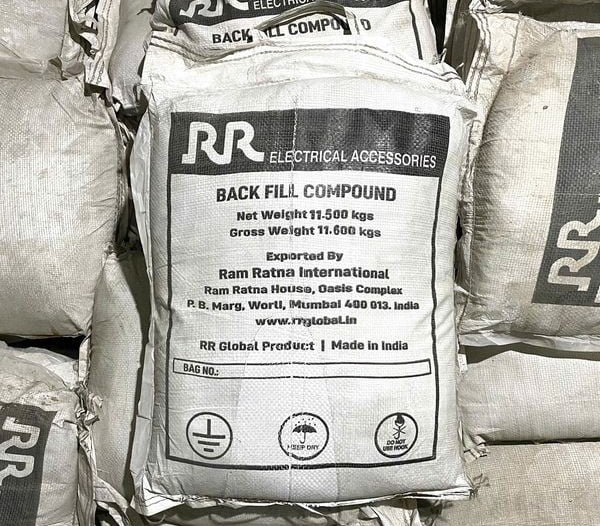 ELECTRICAL
BACK FILL COMPOUND
RR ELECTRICAL ACCESSORIES
BACK FILL COMPOUND
Net Weight 11.500 kgs
Gross Weight 11.600 kgs
Exported By
Ram Ratna International
Ram Ratna House, Oasis Complex
P. B. Marg, Worli, Mumbai 400 013. India
www.rrglobal.in
RR Global Product | Made in India
BAG NO.:
KEEP DRY
DO NOT
USE HOOK
RR
RR